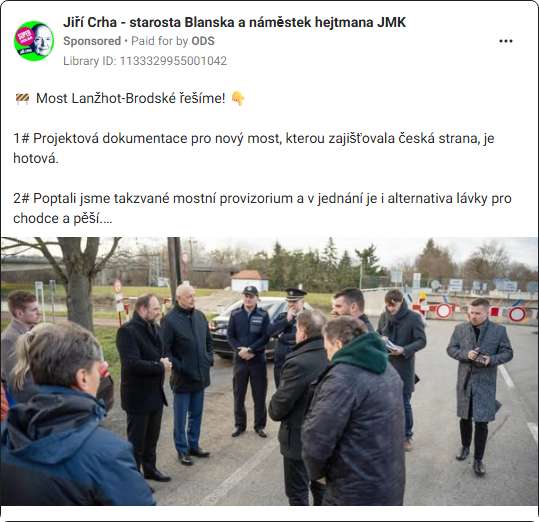 Jiří Crha - starosta Blanska a náměstek hejtmana JMK
Sponsored • Paid for by ODS
Library ID: 1133329955001042
🚧 Most Lanžhot-Brodské řešíme! 👇
1# Projektová dokumentace pro nový most, kterou zajišťovala česká strana, je
hotová.
2# Poptali jsme takzvané mostní provizorium a v jednání je i alternativa lávky pro
chodce a pěší....